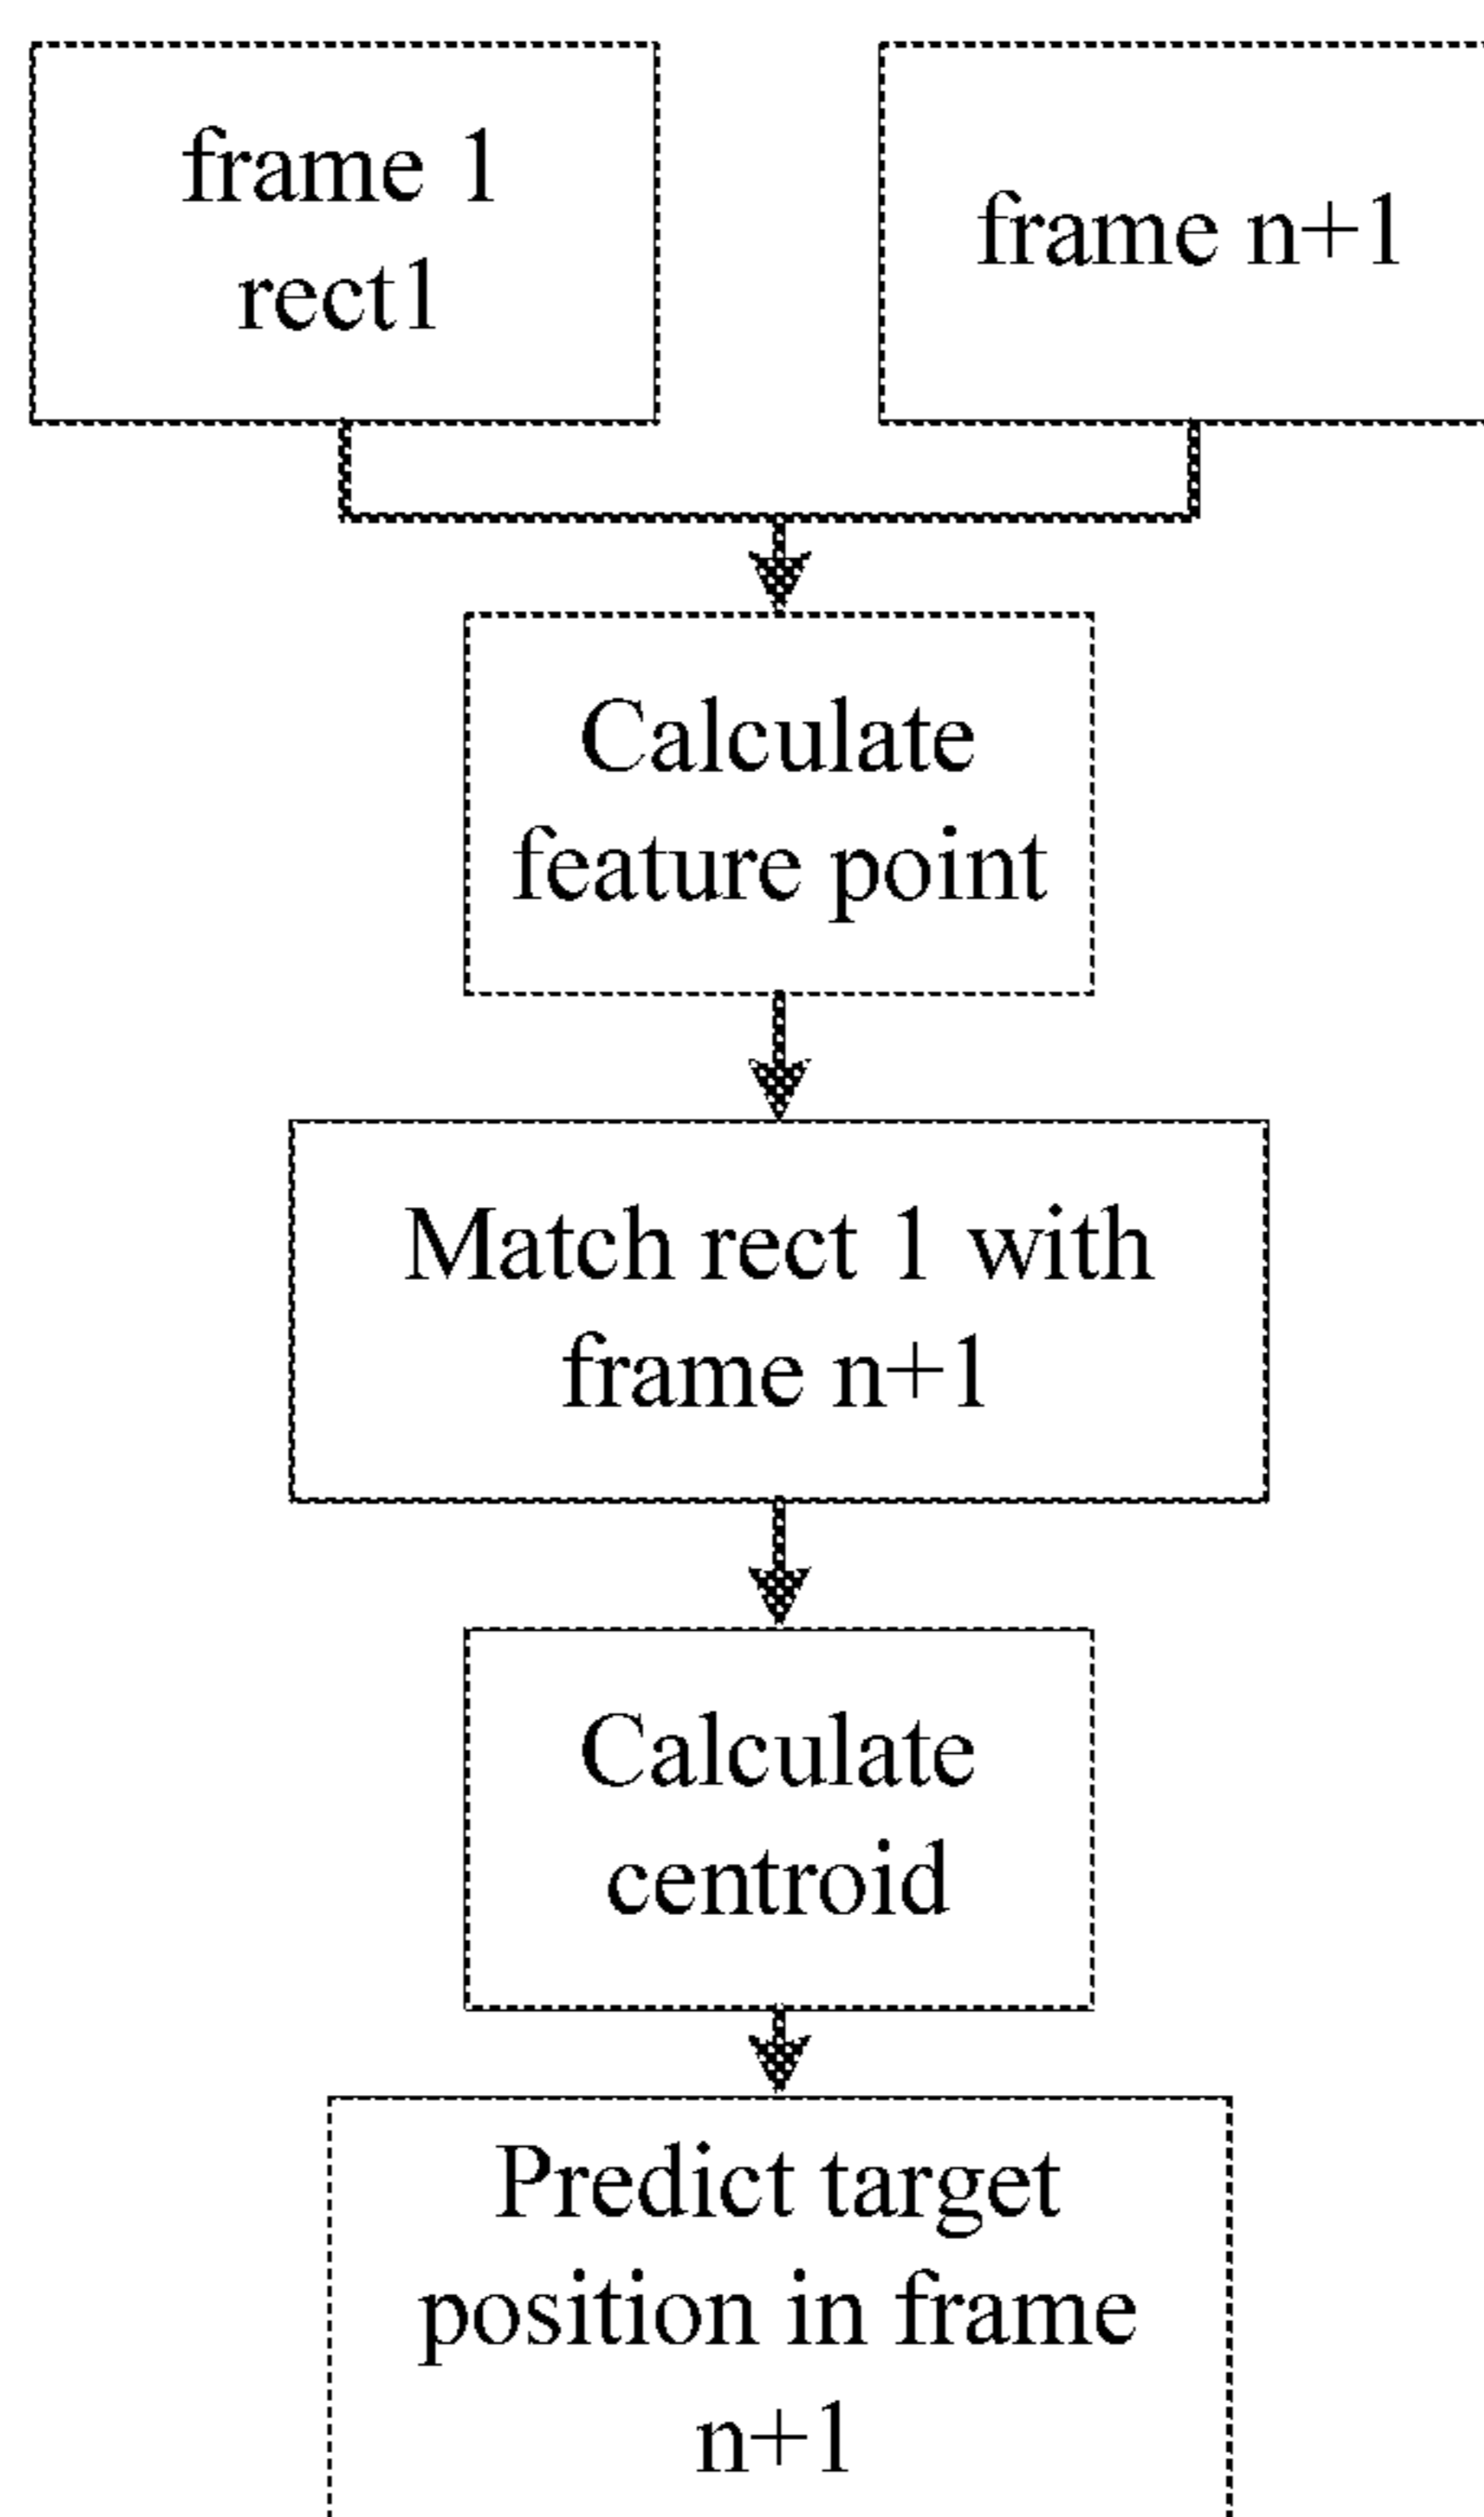 frame 1
rect1
frame n+1
Calculate
feature point
Match rect 1 with
frame n+1
Calculate
centroid
Predict target
position in frame
n+1